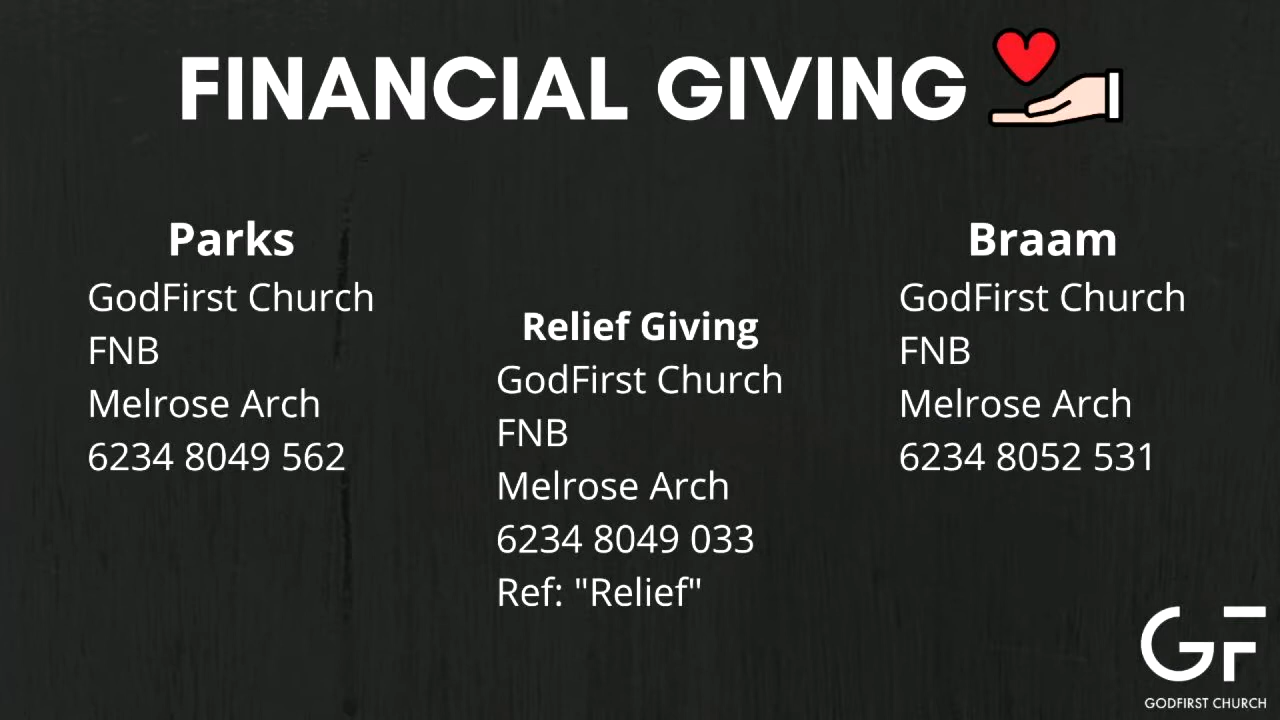 FINANCIAL GIVING
Parks
GodFirst Church
FNB
Melrose Arch
6234 8049 562
Relief Giving
GodFirst Church
FNB
Melrose Arch
6234 8049 033
Ref: "Relief"
Braam
GodFirst Church
FNB
Melrose Arch
6234 8052 531
GF
GODFIRST CHURCH